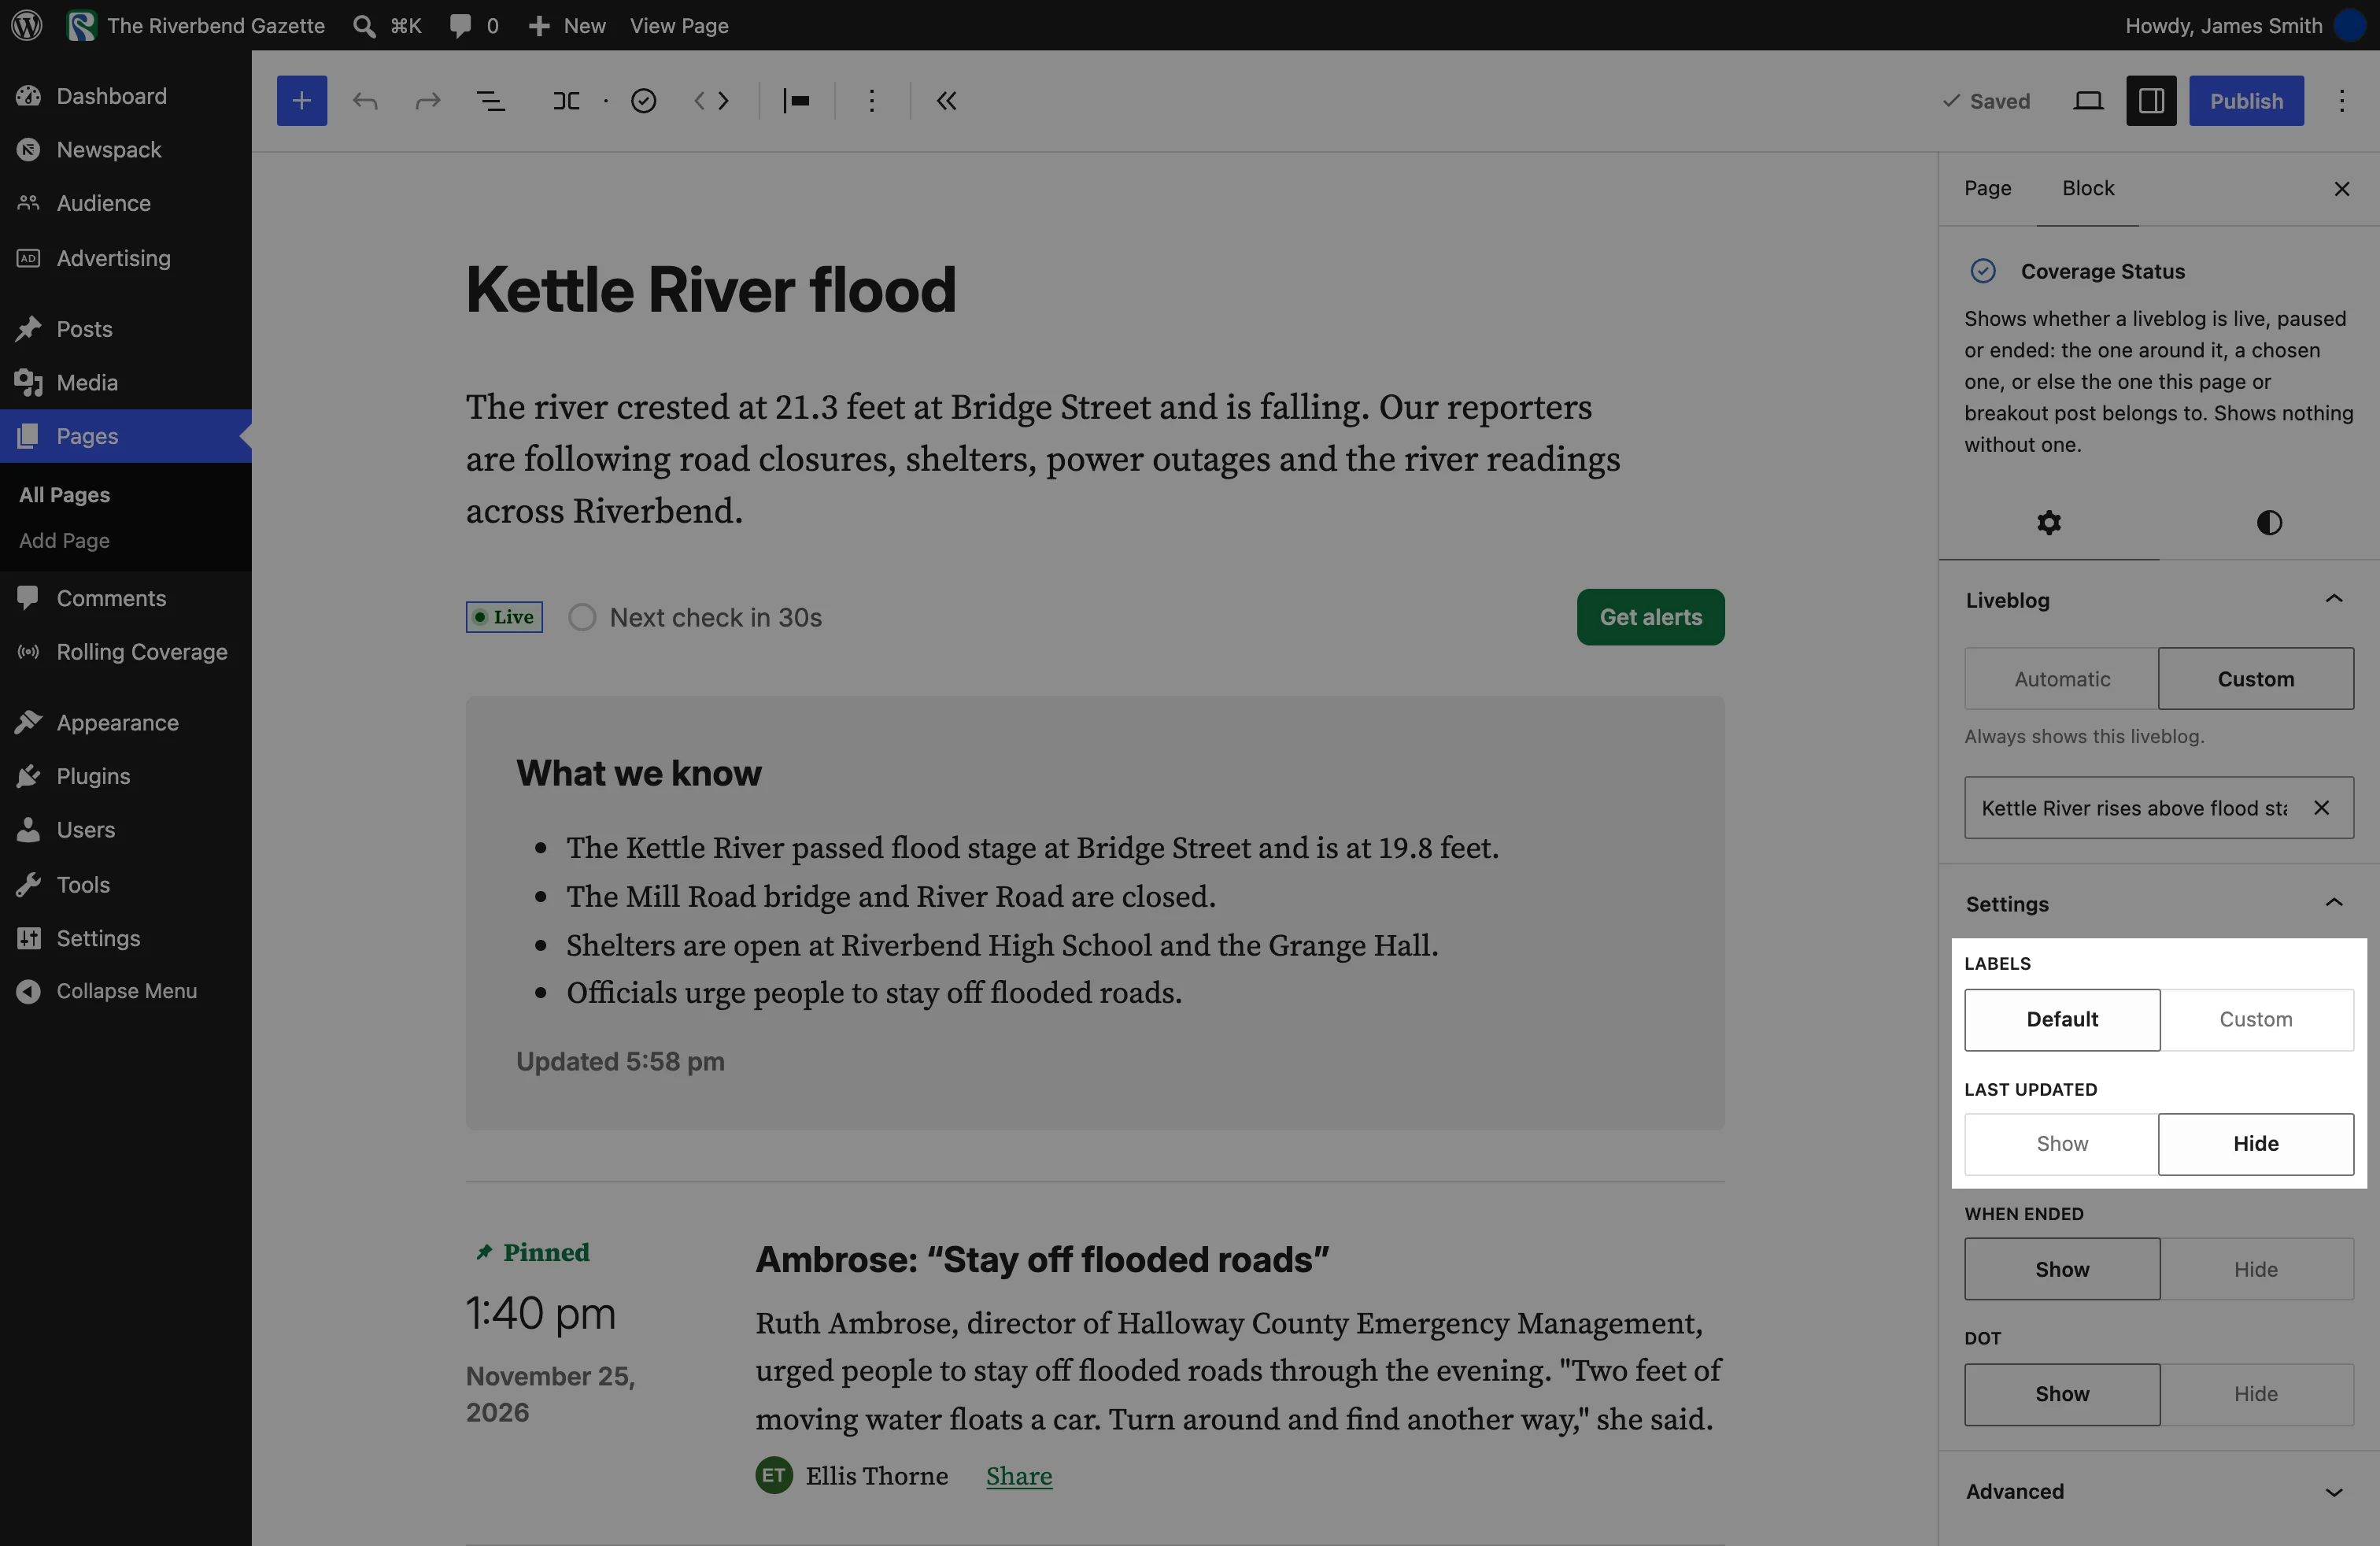 The Riverbend Gazette ⌘K 0 New View Page Howdy, James Smith
Dashboard
Newspack
Audience
Advertising
Posts
Media
Pages
All Pages
Add Page
Comments
Rolling Coverage
Appearance
Plugins
Users
Tools
Settings
Collapse Menu
Saved Publish
Kettle River flood
The river crested at 21.3 feet at Bridge Street and is falling. Our reporters
are following road closures, shelters, power outages and the river readings
across Riverbend.
Live Next check in 30s Get alerts
What we know
• The Kettle River passed flood stage at Bridge Street and is at 19.8 feet.
• The Mill Road bridge and River Road are closed.
• Shelters are open at Riverbend High School and the Grange Hall.
• Officials urge people to stay off flooded roads.
Updated 5:58 pm
Pinned
1:40 pm
November 25,
2026
Ambrose: “Stay off flooded roads”
Ruth Ambrose, director of Halloway County Emergency Management,
urged people to stay off flooded roads through the evening. "Two feet of
moving water floats a car. Turn around and find another way," she said.
ET Ellis Thorne Share
Page Block
Coverage Status
Shows whether a liveblog is live, paused
or ended: the one around it, a chosen
one, or else the one this page or
breakout post belongs to. Shows nothing
without one.
Liveblog
Automatic Custom
Always shows this liveblog.
Kettle River rises above flood sta
Settings
LABELS
Default Custom
LAST UPDATED
Show Hide
WHEN ENDED
Show Hide
DOT
Show Hide
Advanced